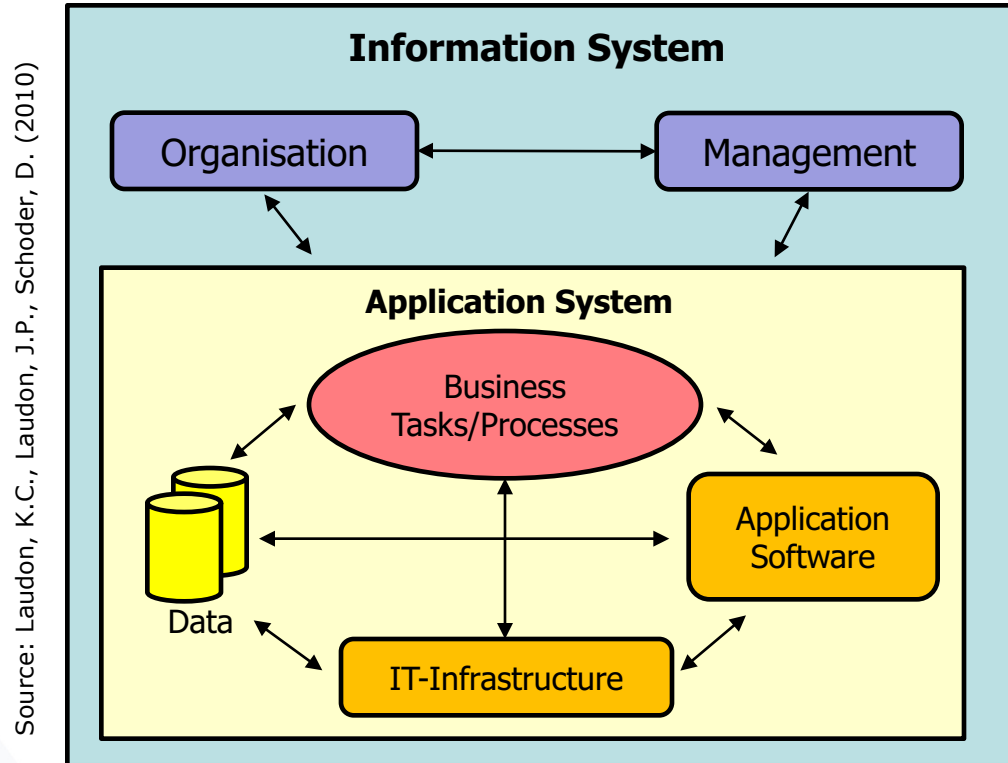 Source: Laudon, K.C., Laudon, J.P., Schoder, D. (2010)
Information System
Organisation
Management
Application System
Business
Tasks/Processes
Data
Application
Software
IT-Infrastructure